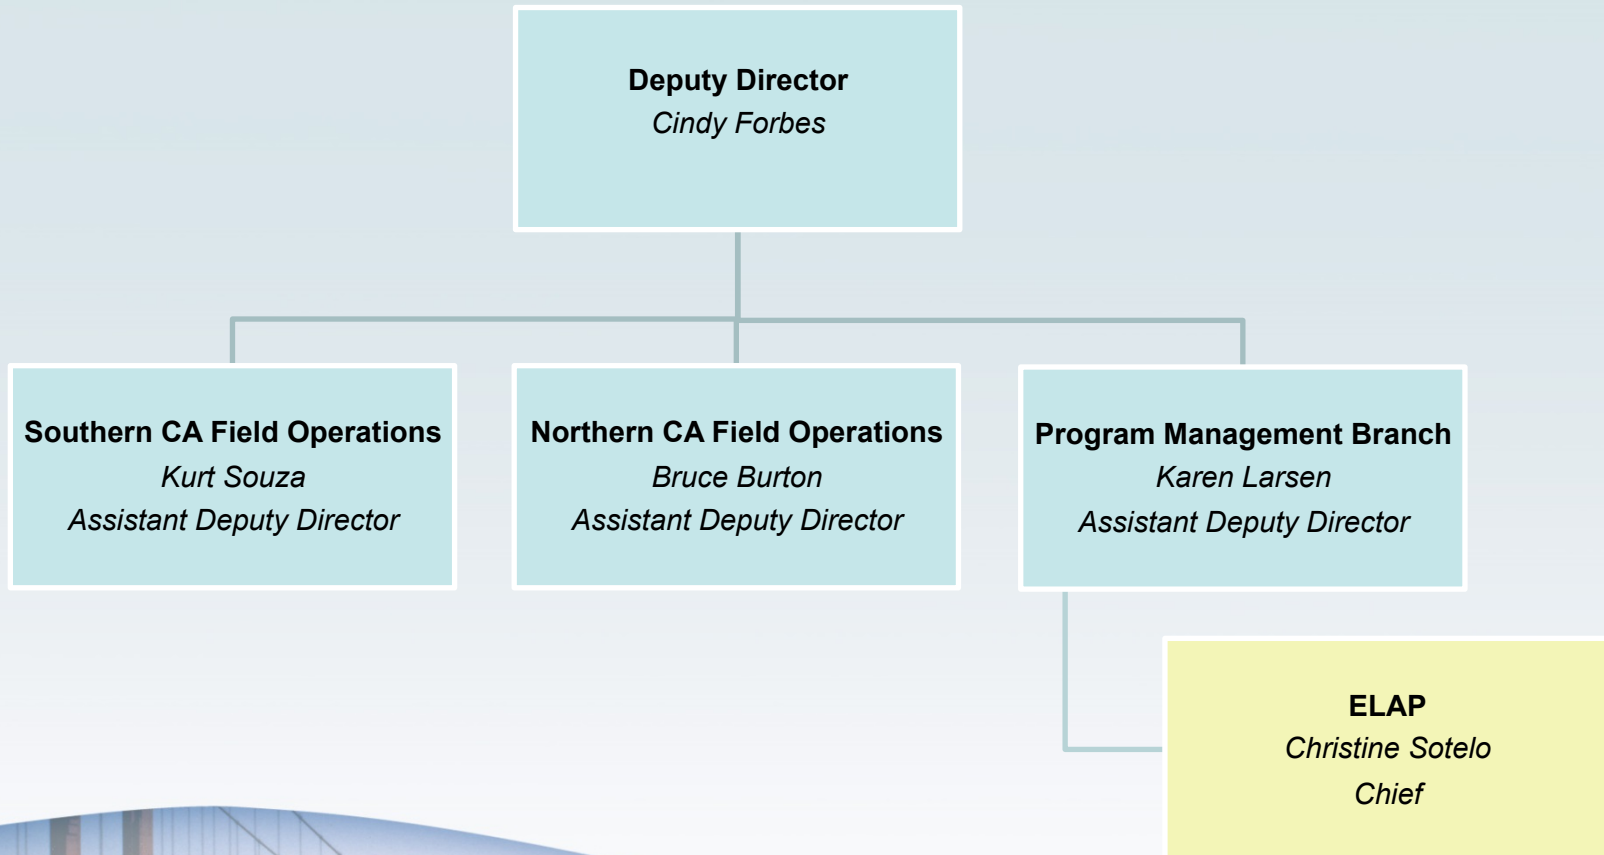 Deputy Director
Cindy Forbes
Southern CA Field Operations
Kurt Souza
Assistant Deputy Director
Northern CA Field Operations
Bruce Burton
Assistant Deputy Director
Program Management Branch
Karen Larsen
Assistant Deputy Director
ELAP
Christine Sotelo
Chief